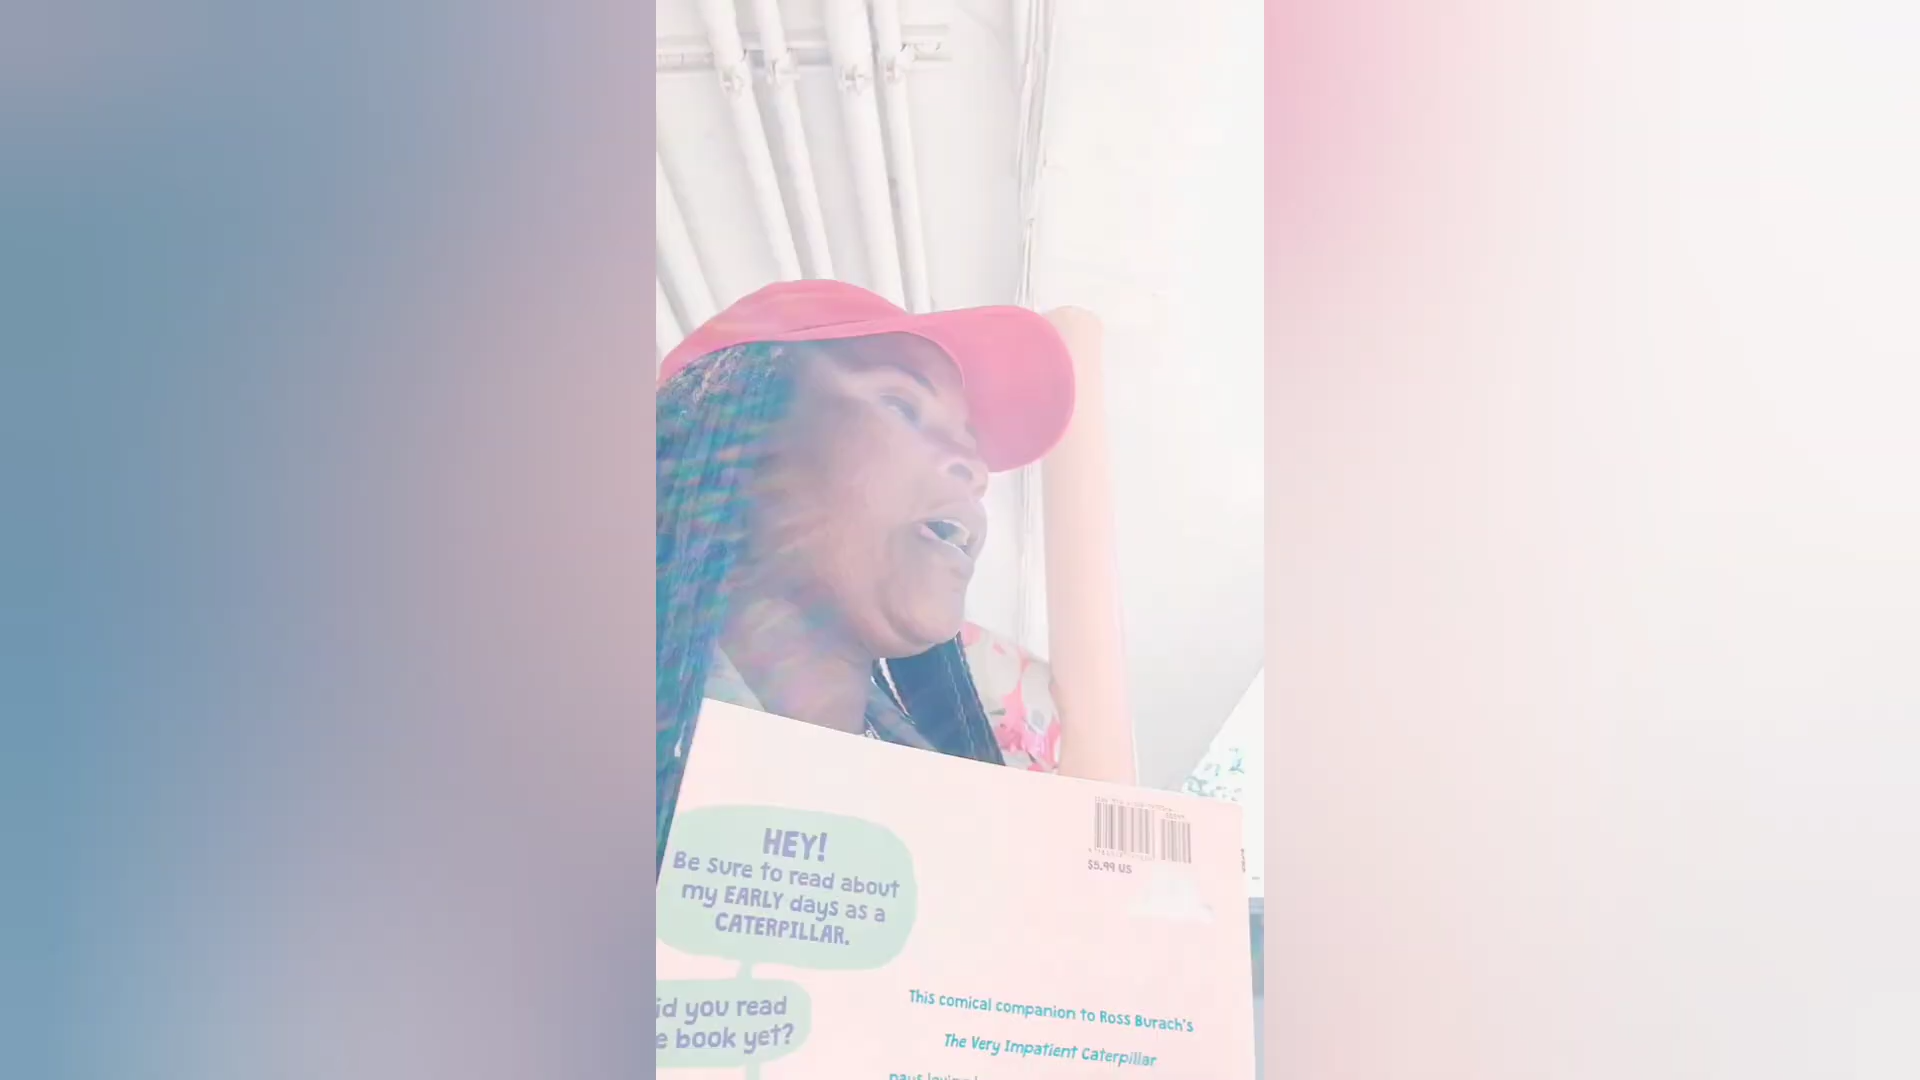 HEY!
Be sure to read about
my EARLY days as a
CATERPILLAR.
$5.99 US
id you read
e book yet?
This comical companion to Ross Burach's
The Very Impatient Caterpillar